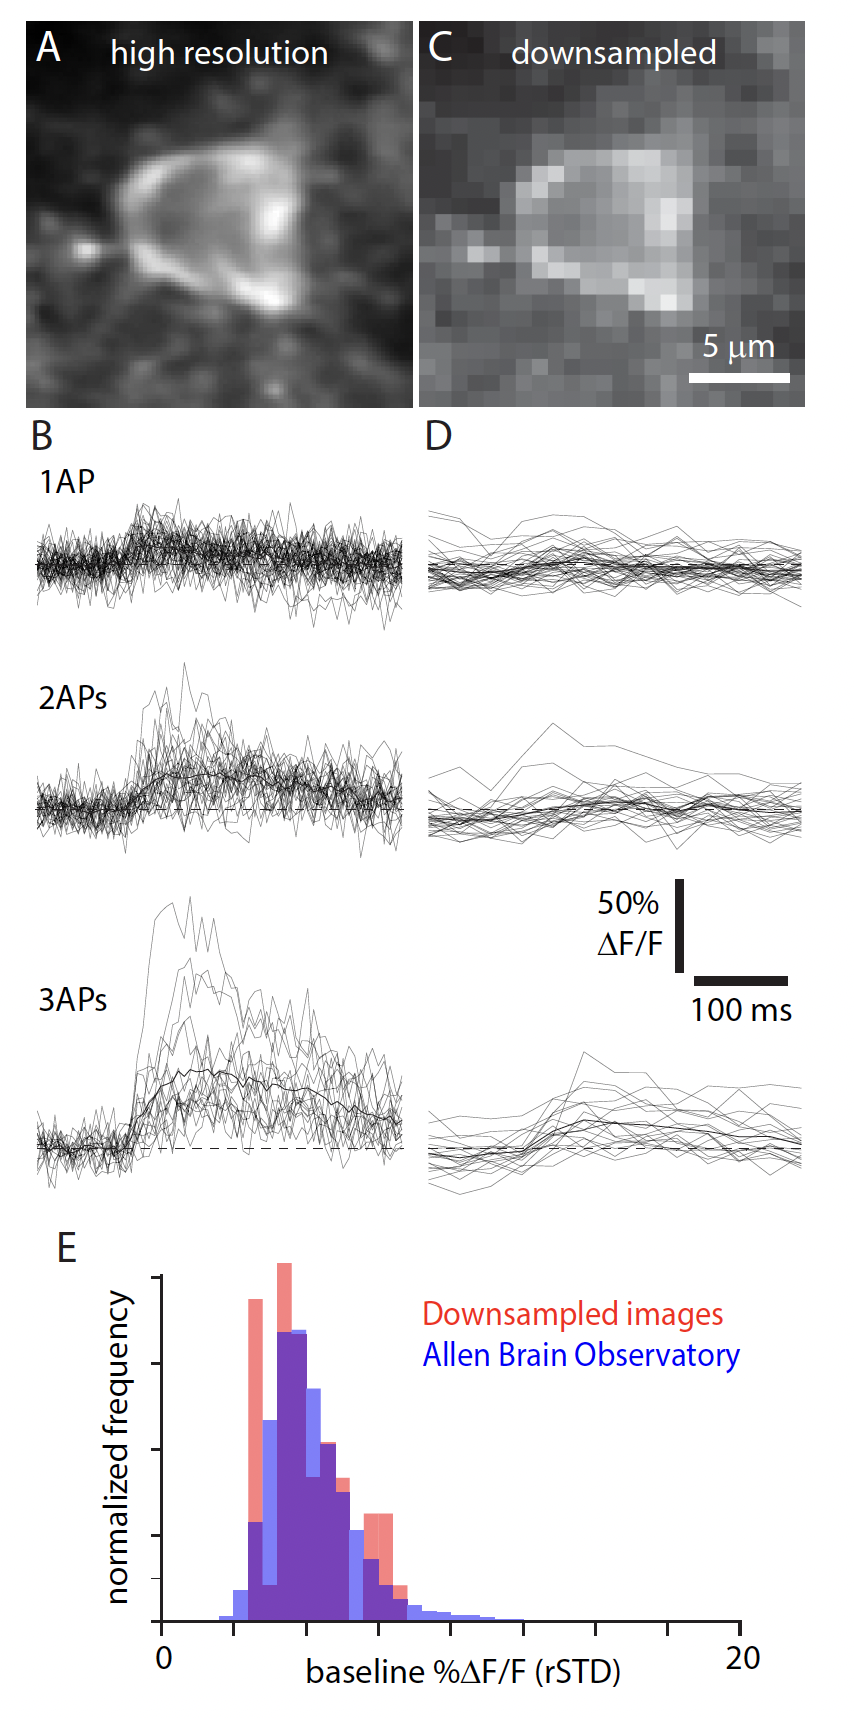 A
high resolution
C
downsampled
5 μm
B
D
1AP
2APs
50%
ΔF/F
100 ms
3APs
E
Downsampled images
Allen Brain Observatory
normalized frequency
0
20
baseline %ΔF/F (rSTD)